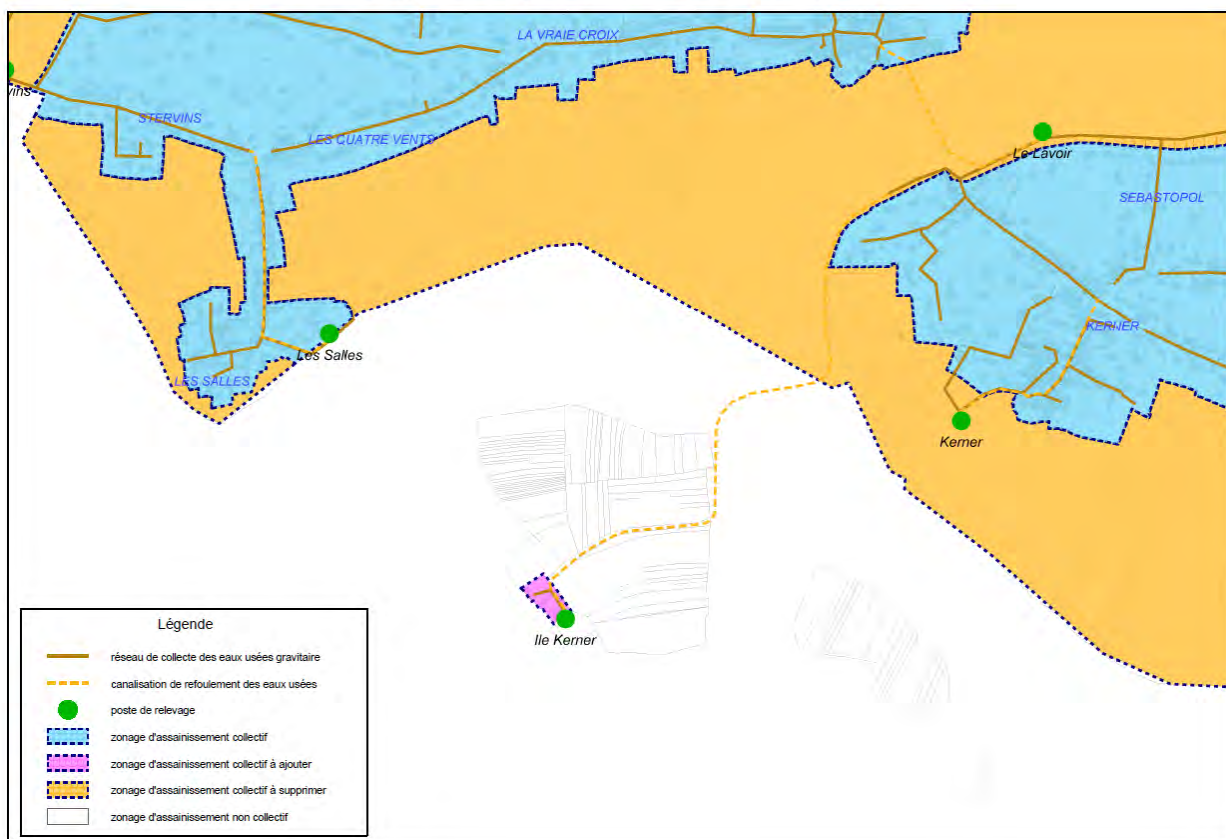 LA VRAIE CROIX
vins
STERVINS
LES QUATRE VENTS
Le Lavoir
SEBASTOPOL
KERNER
Les Salles
LES SALLES
Kerner
Ile Kerner
Légende
réseau de collecte des eaux usées gravitaire
canalisation de refoulement des eaux usées
poste de relevage
zonage d'assainissement collectif
zonage d'assainissement collectif à ajouter
zonage d'assainissement collectif à supprimer
zonage d'assainissement non collectif